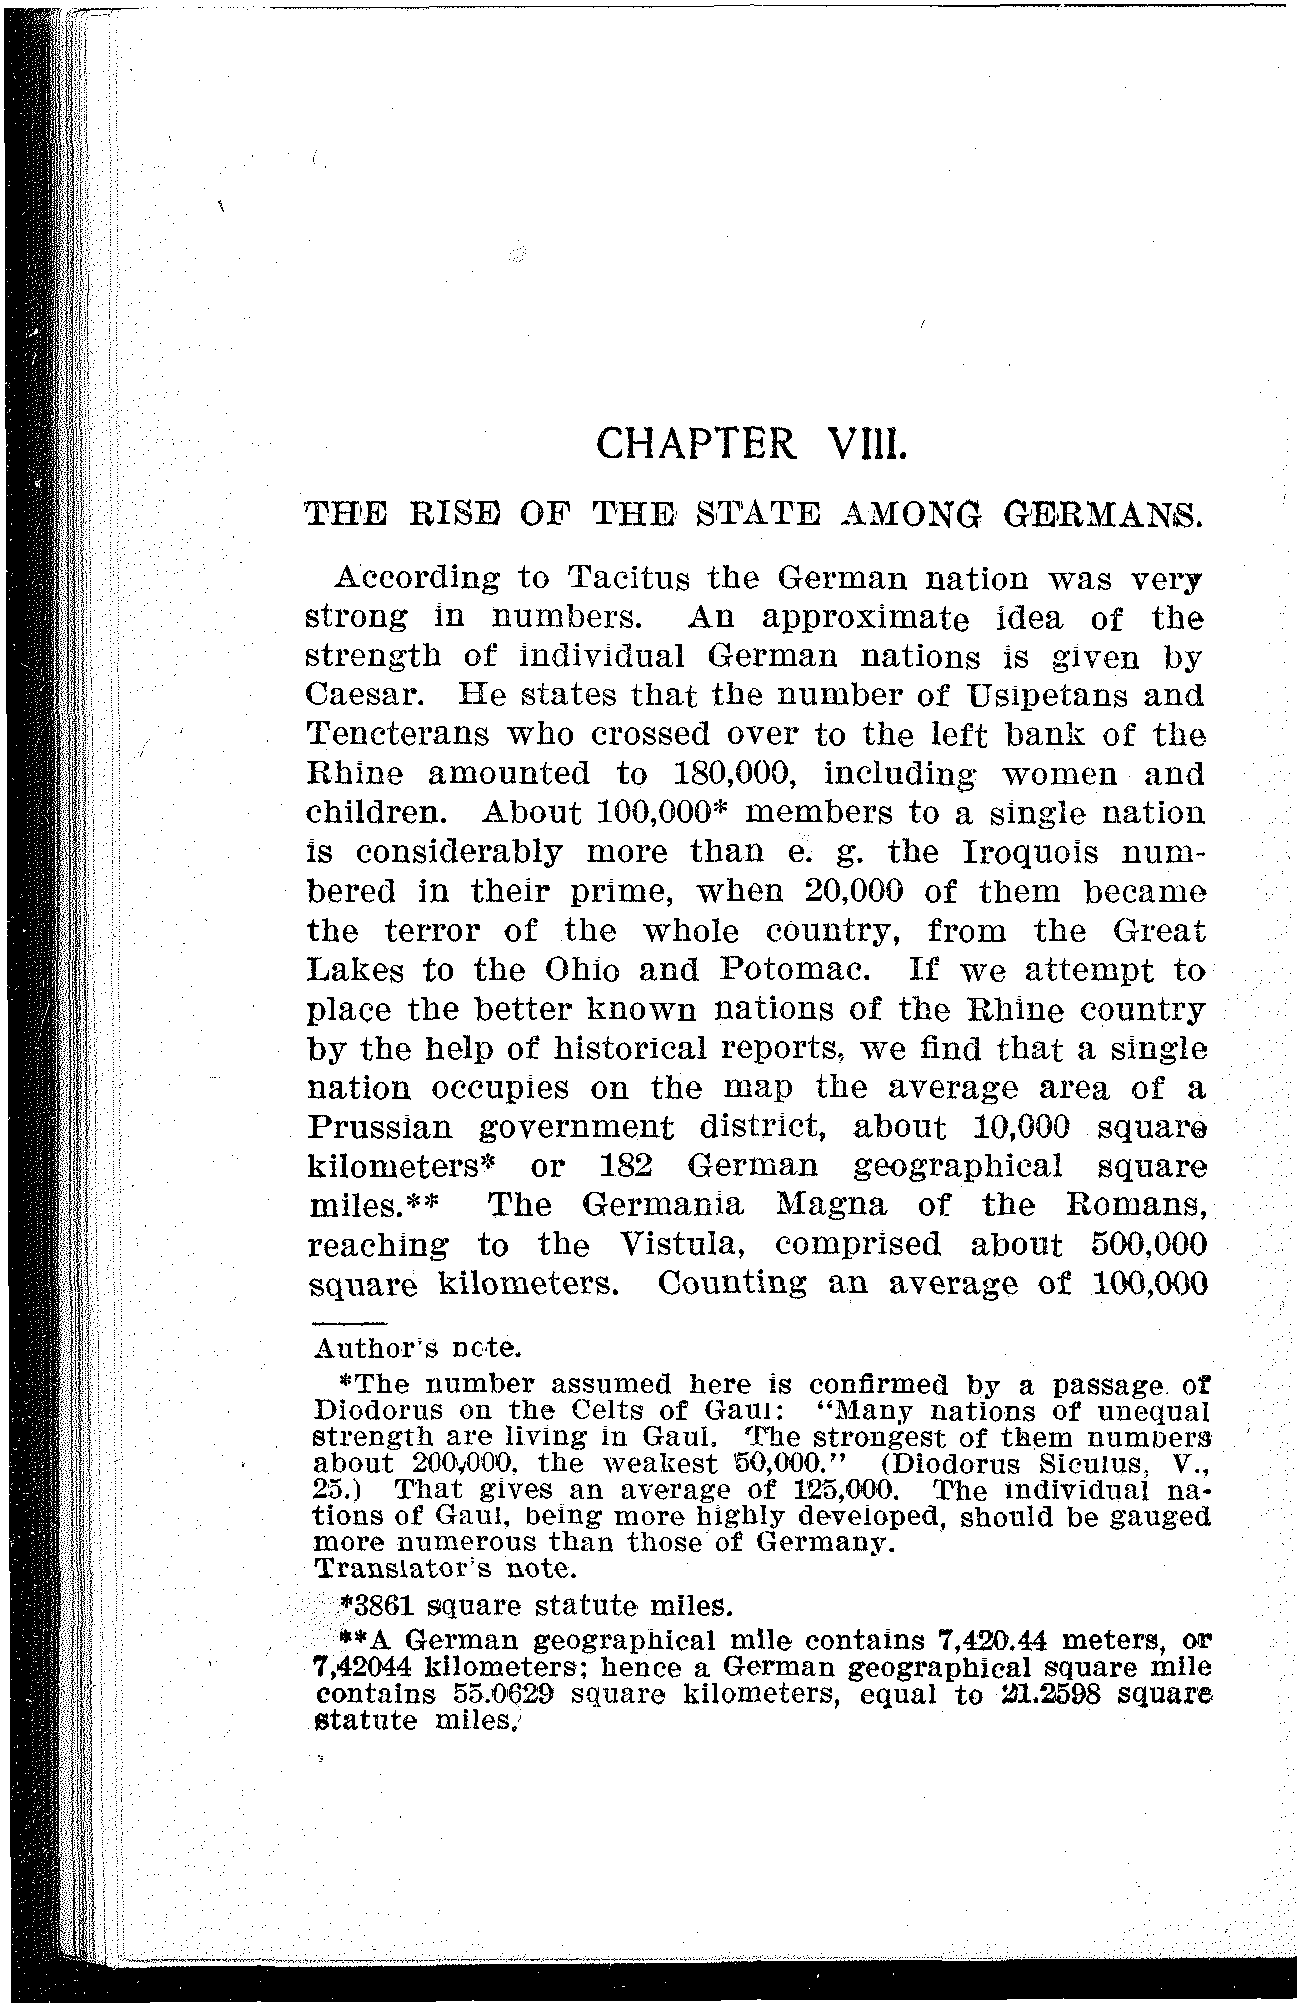 CHAPTER VIII.
THE RISE OF THE STATE AMONG GERMANS.
According to Tacitus the German nation was very
strong in numbers. An approximate idea of the
strength of individual German nations is given by
Caesar. He states that the number of Usipetans and
Tencterans who crossed over to the left bank of the
Rhine amounted to 180,000, including women and
children. About 100,000* members to a single nation
is considerably more than e. g. the Iroquois num-
bered in their prime, when 20,000 of them became
the terror of the whole country, from the Great
Lakes to the Ohio and Potomac. If we attempt to
place the better known nations of the Rhine country
by the help of historical reports, we find that a single
nation occupies on the map the average area of a
Prussian government district, about 10,000 square
kilometers* or 182 German geographical square
miles.** The Germania Magna of the Romans,
reaching to the Vistula, comprised about 500,000
square kilometers. Counting an average of 100,000
Author's note.
*The number assumed here is confirmed by a passage of
Diodorus on the Celts of Gaul: "Many nations of unequal
strength are living in Gaul. The strongest of them numbers
about 200,000, the weakest 50,000." (Diodorus Siculus, V.,
25.) That gives an average of 125,000. The individual na-
tions of Gaul, being more highly developed, should be gauged
more numerous than those of Germany.
Translator's note.
*3861 square statute miles.
**A German geographical mile contains 7,420.44 meters, or
7,42044 kilometers; hence a German geographical square mile
contains 55.0629 square kilometers, equal to 21.2598 square
statute miles.